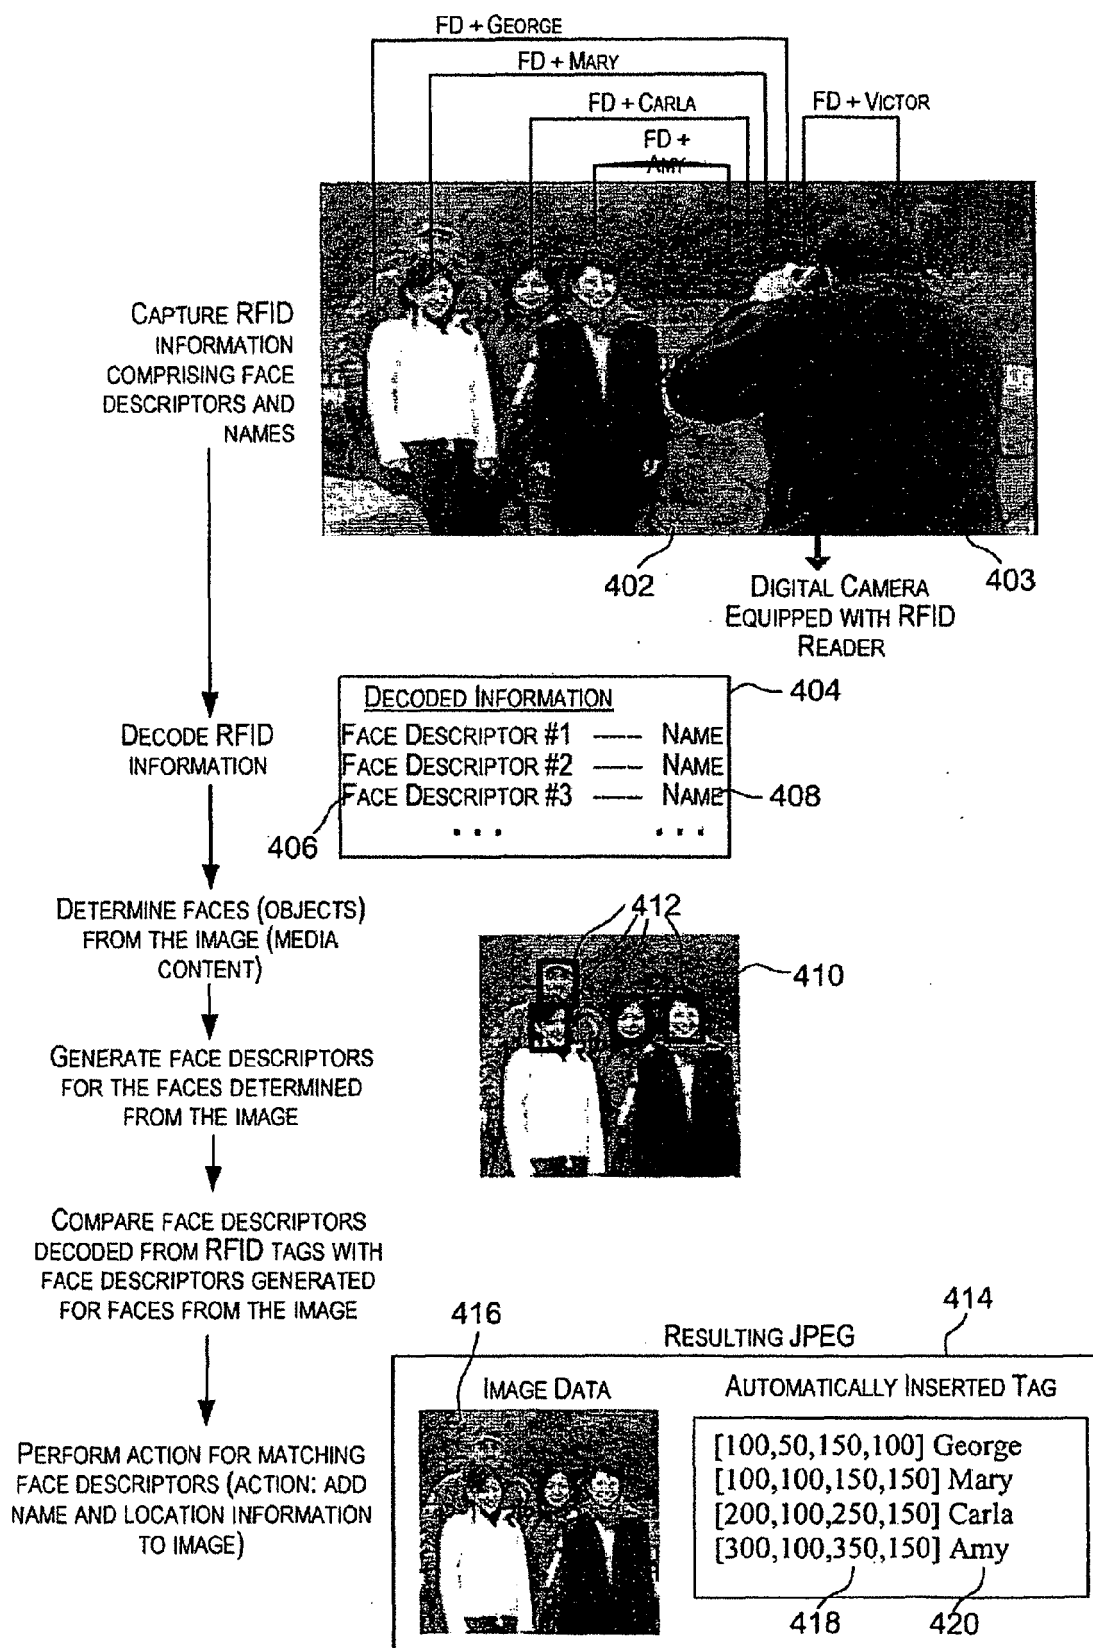 FD + GEORGE
FD + MARY
FD + CARLA
FD + VICTOR
FD +
AMY
CAPTURE RFID
INFORMATION
COMPRISING FACE
DESCRIPTORS AND
NAMES
402
403
DIGITAL CAMERA
EQUIPPED WITH RFID
READER
404
DECODED INFORMATION
FACE DESCRIPTOR #1 — NAME
FACE DESCRIPTOR #2 — NAME
FACE DESCRIPTOR #3 — NAME
. . . . . .
406
408
DECODE RFID
INFORMATION
DETERMINE FACES (OBJECTS)
FROM THE IMAGE (MEDIA
CONTENT)
412
410
GENERATE FACE DESCRIPTORS
FOR THE FACES DETERMINED
FROM THE IMAGE
COMPARE FACE DESCRIPTORS
DECODED FROM RFID TAGS WITH
FACE DESCRIPTORS GENERATED
FOR FACES FROM THE IMAGE
416
414
RESULTING JPEG
IMAGE DATA
AUTOMATICALLY INSERTED TAG
[100,50,150,100] George
[100,100,150,150] Mary
[200,100,250,150] Carla
[300,100,350,150] Amy
418
420
PERFORM ACTION FOR MATCHING
FACE DESCRIPTORS (ACTION: ADD
NAME AND LOCATION INFORMATION
TO IMAGE)